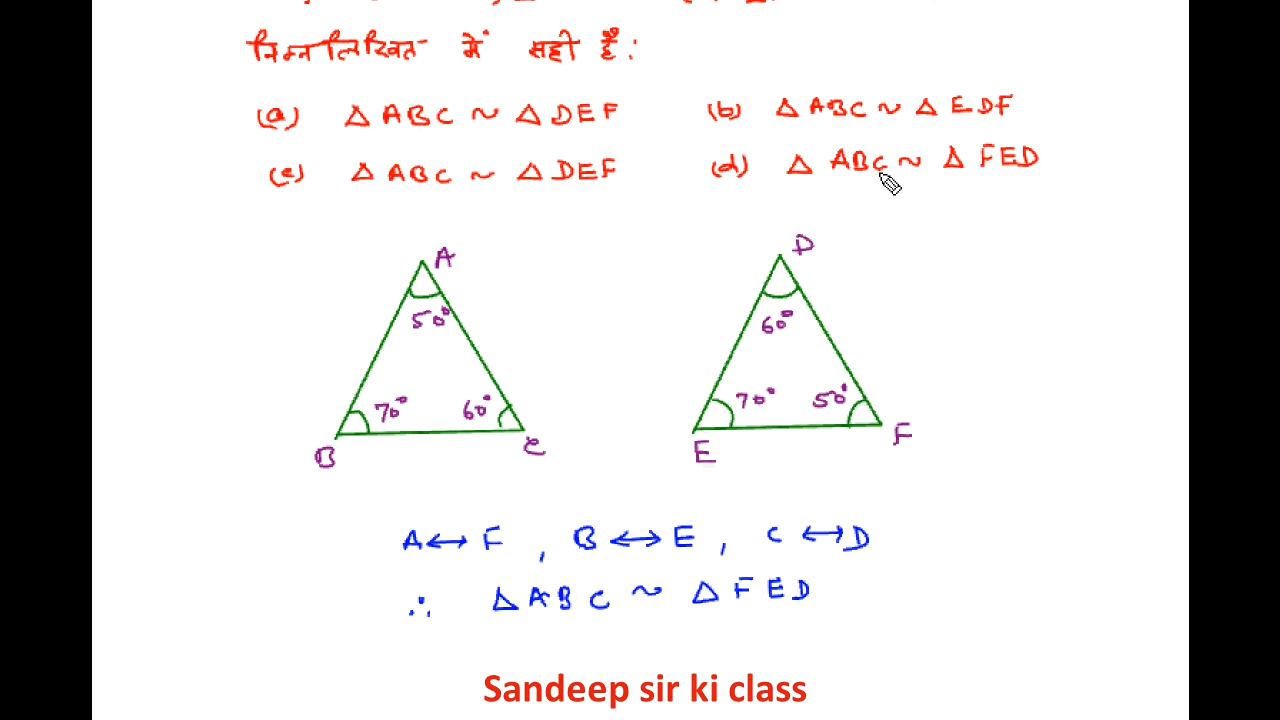 निम्नलिखित में सही है :
(a) △ ABC ~ △ DEF (b) △ ABC ~ △ EDF
(c) △ ABC ~ △ DEF (d) △ ABC ~ △ FED
A D
50° 60°
70° 60° 70° 50°
B C E F
A ↔ F , B ↔ E , C ↔ D
∴ △ ABC ~ △ FED
Sandeep sir ki class